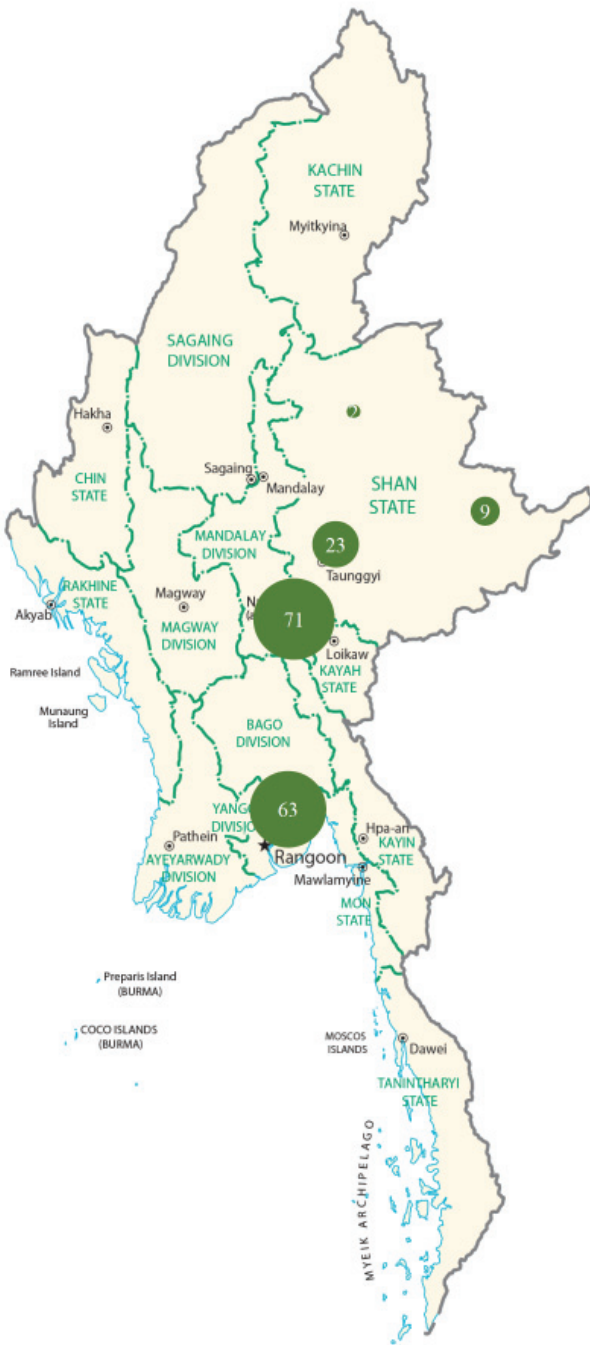 KACHIN
STATE
Myitkyina
SAGAING
DIVISION
Hakha
2
CHIN
STATE
Sagaing
Mandalay
SHAN
STATE
9
MANDALAY
DIVISION
23
Taunggyi
RAKHINE
STATE
Akyab
Magway
MAGWAY
DIVISION
71
Loikaw
KAYAH
STATE
Ramree Island
Munaung
Island
BAGO
DIVISION
63
DIVISION
Pathein
AYEYARWADY
DIVISION
Rangoon
Hpa-an
KAYIN
STATE
Mawlamyine
MON
STATE
Preparis Island
(BURMA)
COCO ISLANDS
(BURMA)
MOSCOS
ISLANDS
Dawei
TANINTHARYI
STATE
MYEIK ARCHIPELAGO